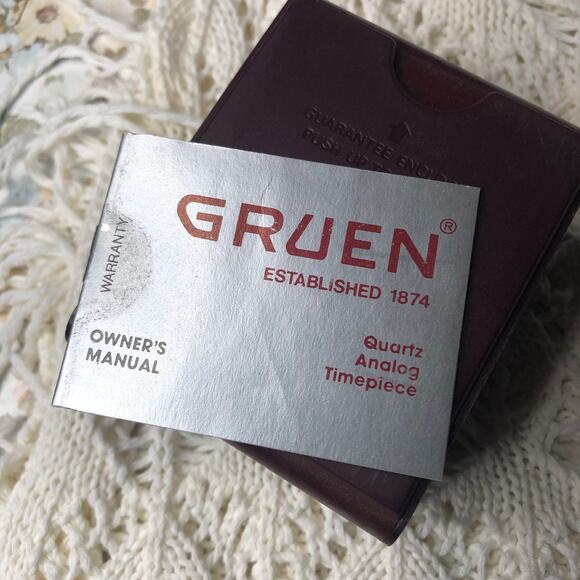 GUARANTEE
PUSH UP
GRUEN®
ESTABLISHED 1874
WARRANTY
OWNER'S
MANUAL
Quartz
Analog
Timepiece